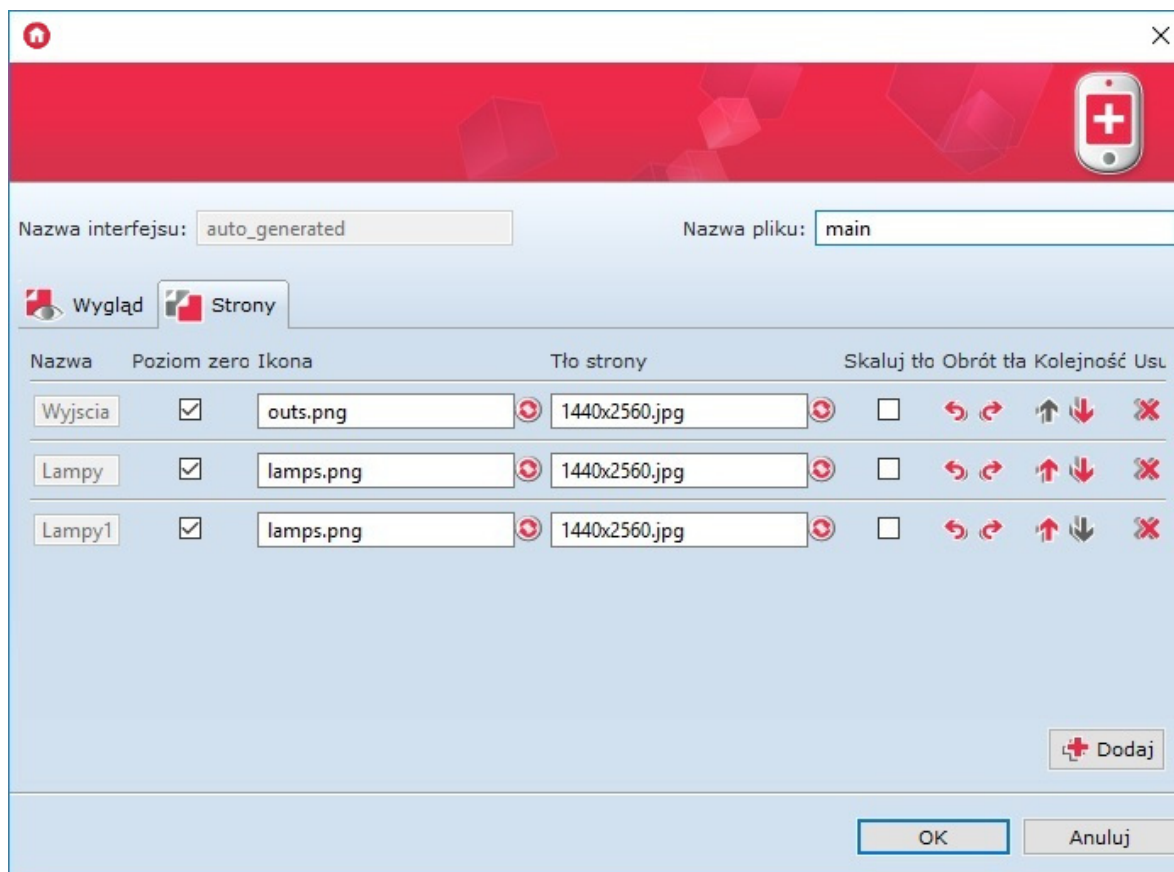 Nazwa interfejsu: auto_generated Nazwa pliku: main
Wygląd Strony
Nazwa Poziom zero Ikona Tło strony Skaluj tło Obrót tła Kolejność Usu
Wyjscia outs.png 1440x2560.jpg
Lampy lamps.png 1440x2560.jpg
Lampy1 lamps.png 1440x2560.jpg
Dodaj
OK Anuluj